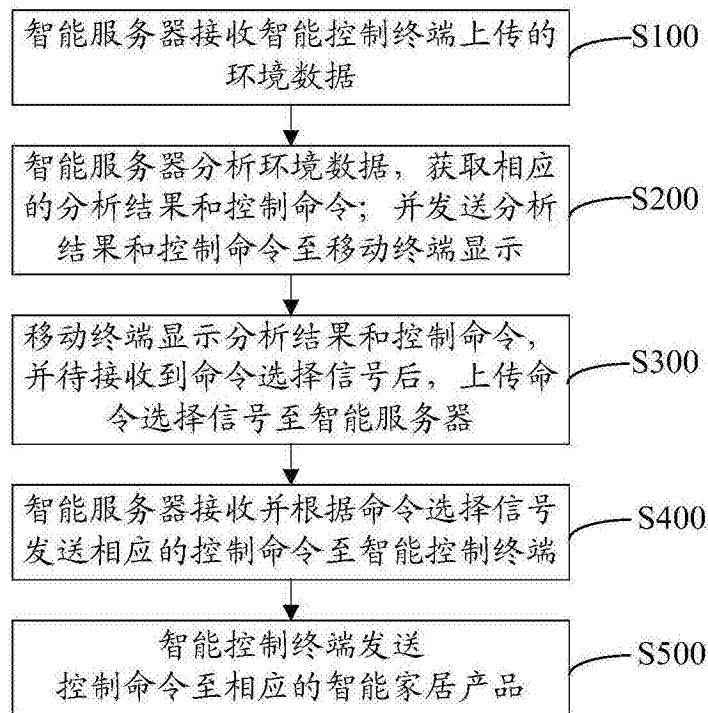 智能服务器接收智能控制终端上传的
环境数据
S100
智能服务器分析环境数据，获取相应
的分析结果和控制命令；并发送分析
结果和控制命令至移动终端显示
S200
移动终端显示分析结果和控制命令，
并待接收到命令选择信号后，上传命
令选择信号至智能服务器
S300
智能服务器接收并根据命令选择信号
发送相应的控制命令至智能控制终端
S400
智能控制终端发送
控制命令至相应的智能家居产品
S500